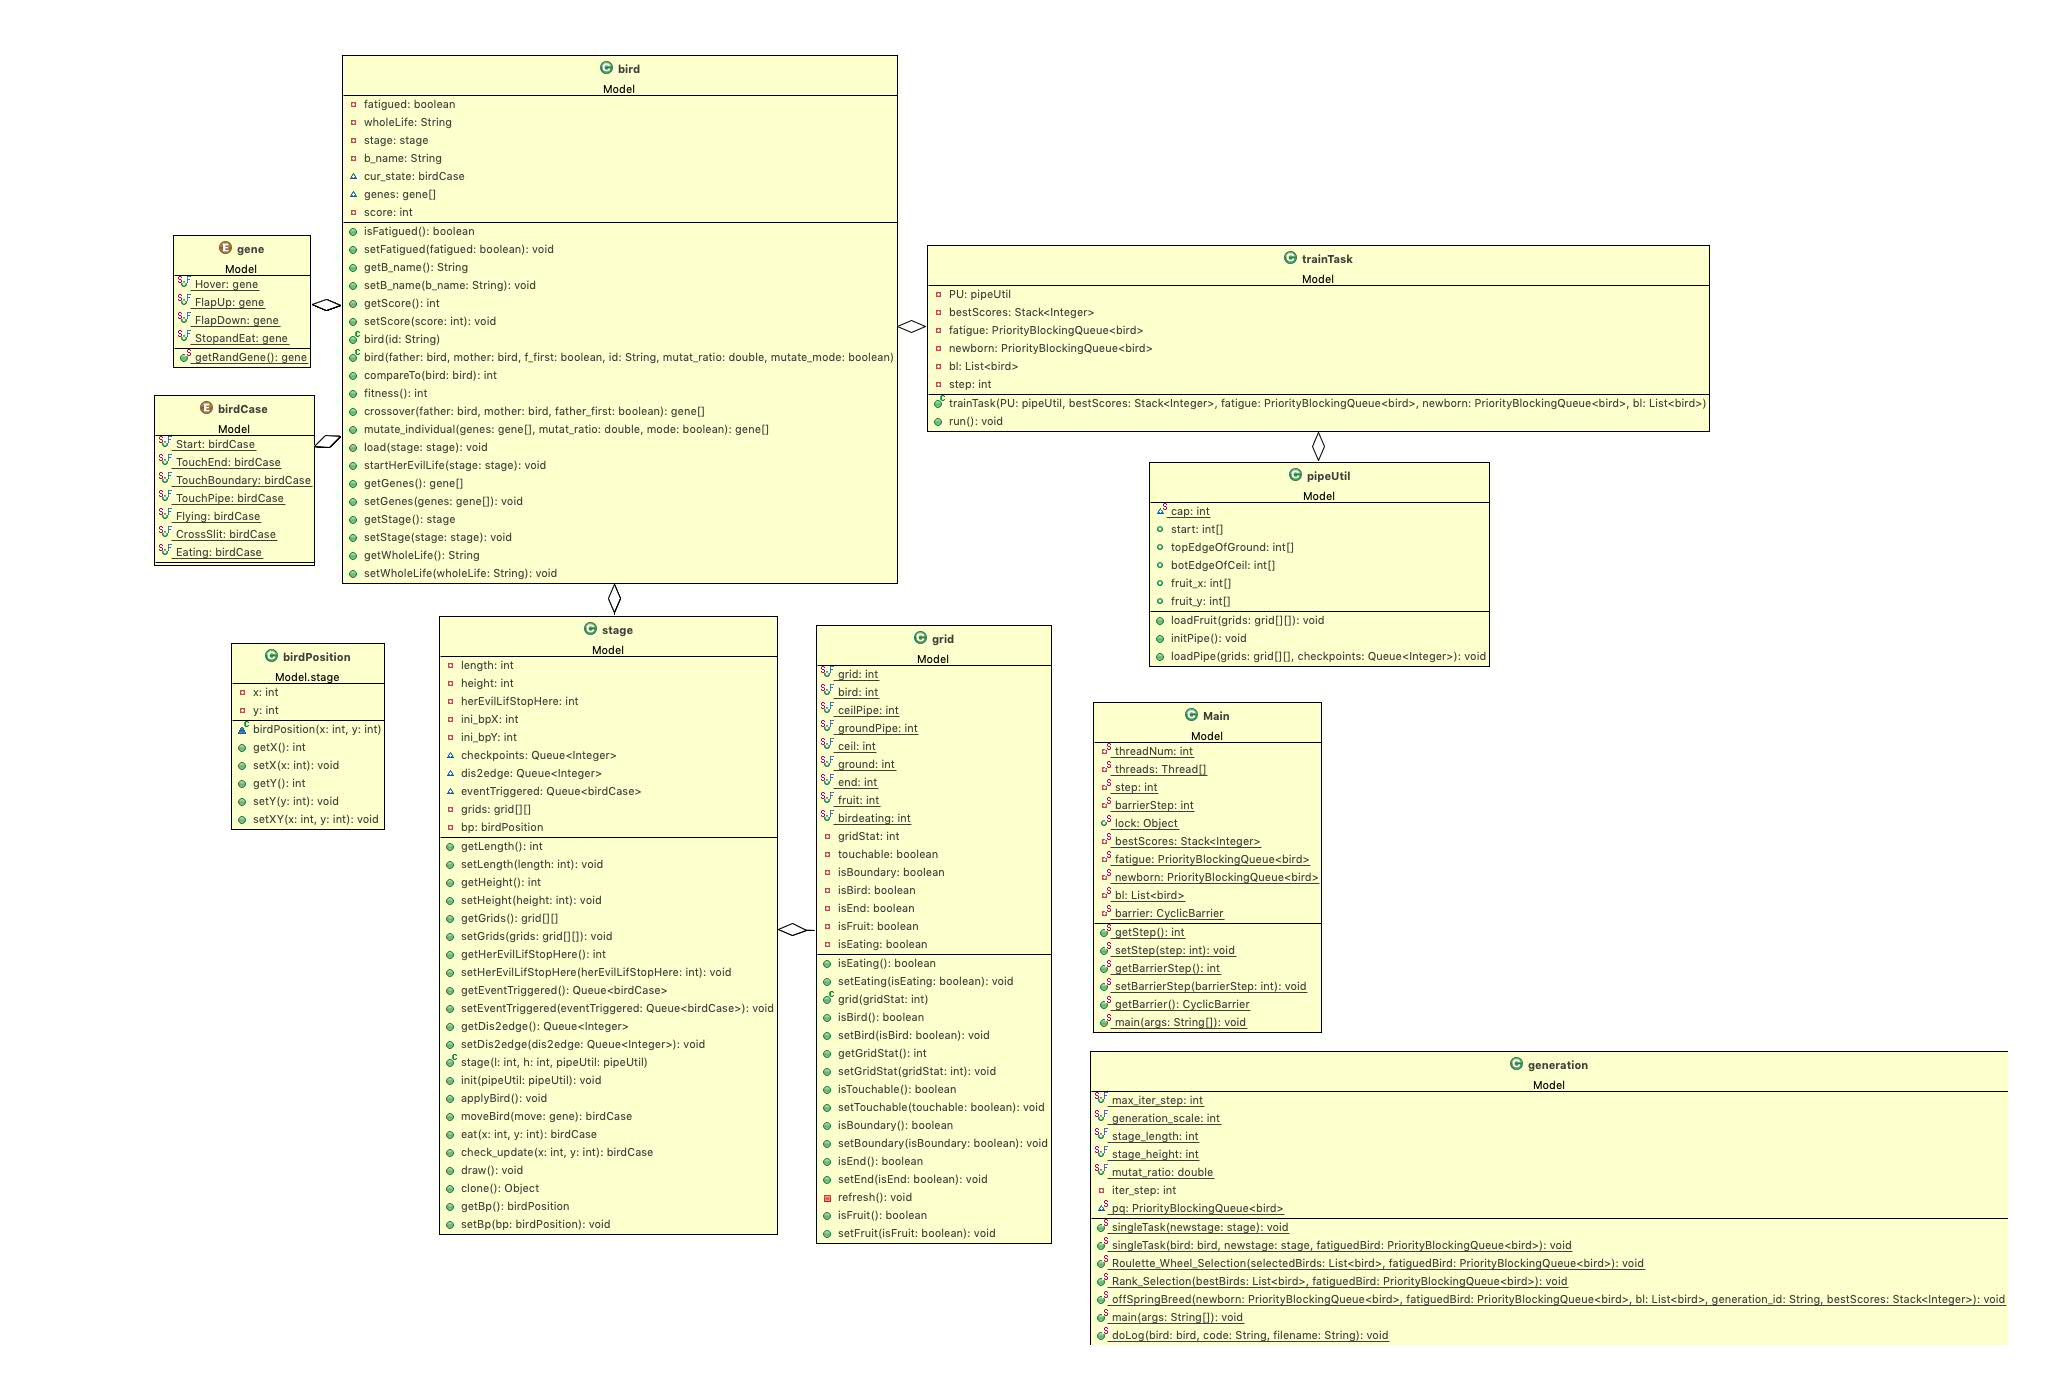 bird
Model
fatigued: boolean
wholeLife: String
stage: stage
b_name: String
cur_state: birdCase
genes: gene[]
score: int
isFatigued(): boolean
setFatigued(fatigued: boolean): void
getB_name(): String
setB_name(b_name: String): void
getScore(): int
setScore(score: int): void
bird(id: String)
bird(father: bird, mother: bird, f_first: boolean, id: String, mutat_ratio: double, mutate_mode: boolean)
compareTo(bird: bird): int
fitness(): int
crossover(father: bird, mother: bird, father_first: boolean): gene[]
mutate_individual(genes: gene[], mutat_ratio: double, mode: boolean): gene[]
load(stage: stage): void
startHerEvilLife(stage: stage): void
getGenes(): gene[]
setGenes(genes: gene[]): void
getStage(): stage
setStage(stage: stage): void
getWholeLife(): String
setWholeLife(wholeLife: String): void
gene
Model
Hover: gene
FlapUp: gene
FlapDown: gene
StopandEat: gene
getRandGene(): gene
birdCase
Model
Start: birdCase
TouchEnd: birdCase
TouchBoundary: birdCase
TouchPipe: birdCase
Flying: birdCase
CrossSlit: birdCase
Eating: birdCase
trainTask
Model
PU: pipeUtil
bestScores: Stack<Integer>
fatigue: PriorityBlockingQueue<bird>
newborn: PriorityBlockingQueue<bird>
bl: List<bird>
step: int
trainTask(PU: pipeUtil, bestScores: Stack<Integer>, fatigue: PriorityBlockingQueue<bird>, newborn: PriorityBlockingQueue<bird>, bl: List<bird>)
run(): void
pipeUtil
Model
cap: int
start: int[]
topEdgeOfGround: int[]
botEdgeOfCeil: int[]
fruit_x: int[]
fruit_y: int[]
loadFruit(grids: grid[][]): void
initPipe(): void
loadPipe(grids: grid[][], checkpoints: Queue<Integer>): void
birdPosition
Model.stage
x: int
y: int
birdPosition(x: int, y: int)
getX(): int
setX(x: int): void
getY(): int
setY(y: int): void
setXY(x: int, y: int): void
stage
Model
length: int
height: int
herEvilLifStopHere: int
ini_bpX: int
ini_bpY: int
checkpoints: Queue<Integer>
dis2edge: Queue<Integer>
eventTriggered: Queue<birdCase>
grids: grid[][]
bp: birdPosition
getLength(): int
setLength(length: int): void
getHeight(): int
setHeight(height: int): void
getGrids(): grid[][]
setGrids(grids: grid[][]): void
getHerEvilLifStopHere(): int
setHerEvilLifStopHere(herEvilLifStopHere: int): void
getEventTriggered(): Queue<birdCase>
setEventTriggered(eventTriggered: Queue<birdCase>): void
getDis2edge(): Queue<Integer>
setDis2edge(dis2edge: Queue<Integer>): void
stage(l: int, h: int, pipeUtil: pipeUtil)
init(pipeUtil: pipeUtil): void
applyBird(): void
moveBird(move: gene): birdCase
eat(x: int, y: int): birdCase
check_update(x: int, y: int): birdCase
draw(): void
clone(): Object
getBp(): birdPosition
setBp(bp: birdPosition): void
grid
Model
grid: int
bird: int
ceilPipe: int
groundPipe: int
ceil: int
ground: int
end: int
fruit: int
birdeating: int
gridStat: int
touchable: boolean
isBoundary: boolean
isBird: boolean
isEnd: boolean
isFruit: boolean
isEating: boolean
isEating(): boolean
setEating(isEating: boolean): void
grid(gridStat: int)
isBird(): boolean
setBird(isBird: boolean): void
getGridStat(): int
setGridStat(gridStat: int): void
isTouchable(): boolean
setTouchable(touchable: boolean): void
isBoundary(): boolean
setBoundary(isBoundary: boolean): void
isEnd(): boolean
setEnd(isEnd: boolean): void
refresh(): void
isFruit(): boolean
setFruit(isFruit: boolean): void
Main
Model
threadNum: int
threads: Thread[]
step: int
barrierStep: int
lock: Object
bestScores: Stack<Integer>
fatigue: PriorityBlockingQueue<bird>
newborn: PriorityBlockingQueue<bird>
bl: List<bird>
barrier: CyclicBarrier
getStep(): int
setStep(step: int): void
getBarrierStep(): int
setBarrierStep(barrierStep: int): void
getBarrier(): CyclicBarrier
main(args: String[]): void
generation
Model
max_iter_step: int
generation_scale: int
stage_length: int
stage_height: int
mutat_ratio: double
iter_step: int
pq: PriorityBlockingQueue<bird>
singleTask(newstage: stage): void
singleTask(bird: bird, newstage: stage, fatiguedBird: PriorityBlockingQueue<bird>): void
Roulette_Wheel_Selection(selectedBirds: List<bird>, fatiguedBird: PriorityBlockingQueue<bird>): void
Rank_Selection(bestBirds: List<bird>, fatiguedBird: PriorityBlockingQueue<bird>): void
offSpringBreed(newborn: PriorityBlockingQueue<bird>, fatiguedBird: PriorityBlockingQueue<bird>, bl: List<bird>, generation_id: String, bestScores: Stack<Integer>): void
main(args: String[]): void
doLog(bird: bird, code: String, filename: String): void